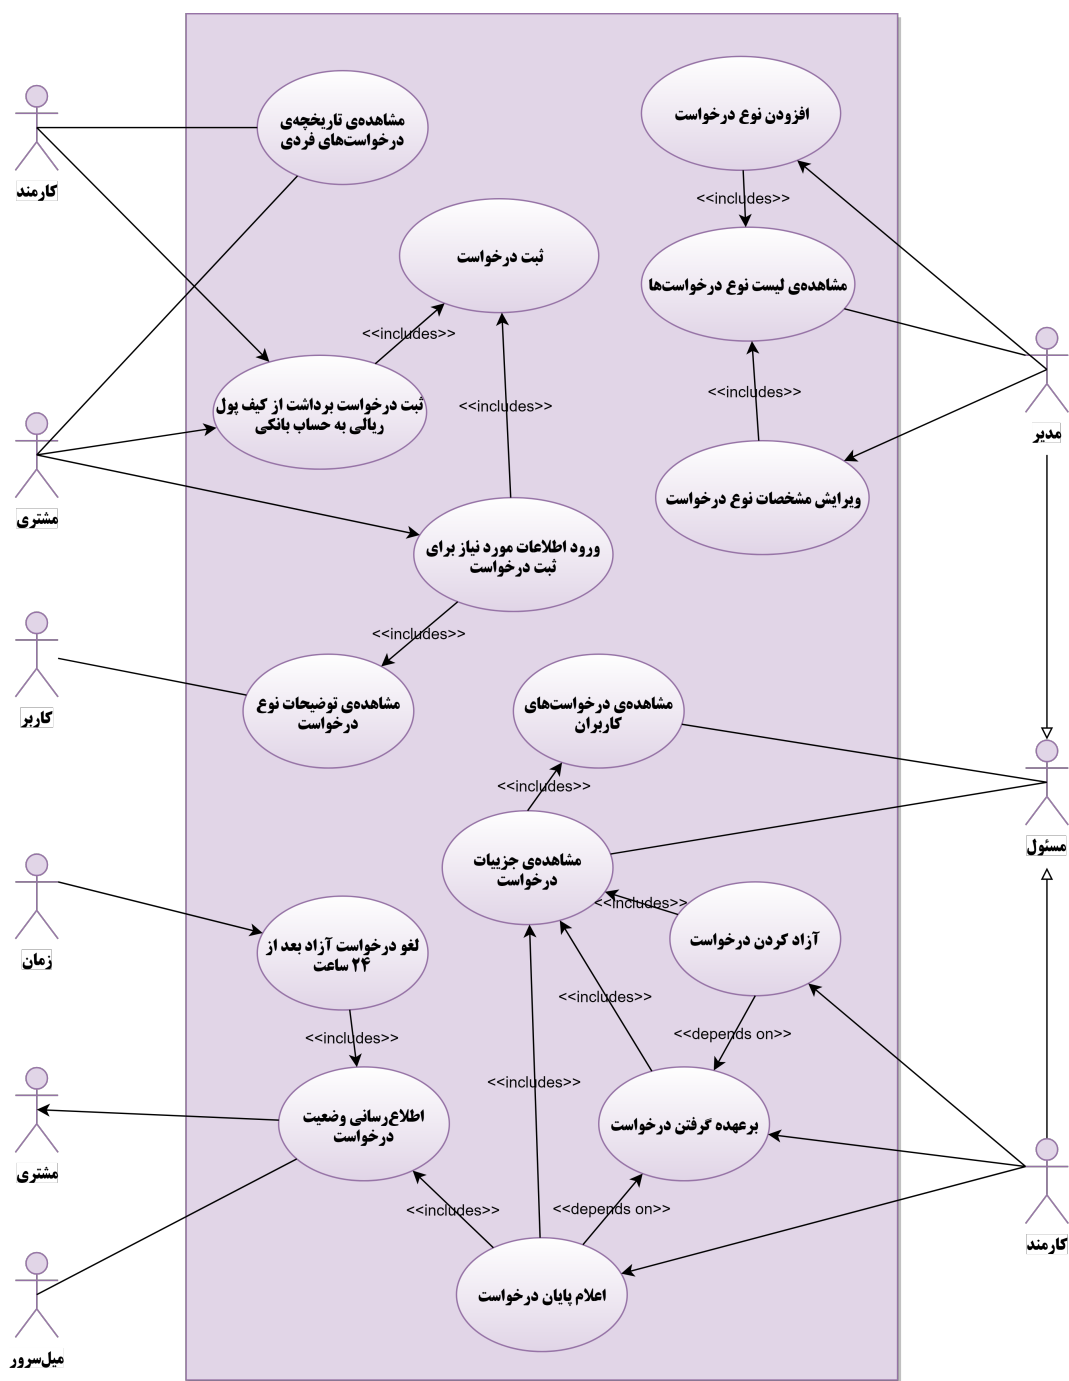 افزودن نوع درخواست
مشاهده‌ی تاریخچه‌ی
درخواست‌های فردی
کارمند
<<includes>>
ثبت درخواست
مشاهده‌ی لیست نوع درخواست‌ها
<<includes>>
ثبت درخواست برداشت از کیف پول
ریالی به حساب بانکی
<<includes>>
<<includes>>
مدیر
مشتری
ویرایش مشخصات نوع درخواست
ورود اطلاعات مورد نیاز برای
ثبت درخواست
<<includes>>
کاربر
مشاهده‌ی توضیحات نوع
درخواست
مشاهده‌ی درخواست‌های
کاربران
<<includes>>
مسئول
مشاهده‌ی جزییات
درخواست
<<includes>>
آزاد کردن درخواست
زمان
لغو درخواست آزاد بعد از
۲۴ ساعت
<<includes>>
<<depends on>>
<<includes>>
<<includes>>
اطلاع‌رسانی وضعیت
درخواست
برعهده گرفتن درخواست
مشتری
<<includes>>
<<depends on>>
کارمند
اعلام پایان درخواست
میل‌سرور